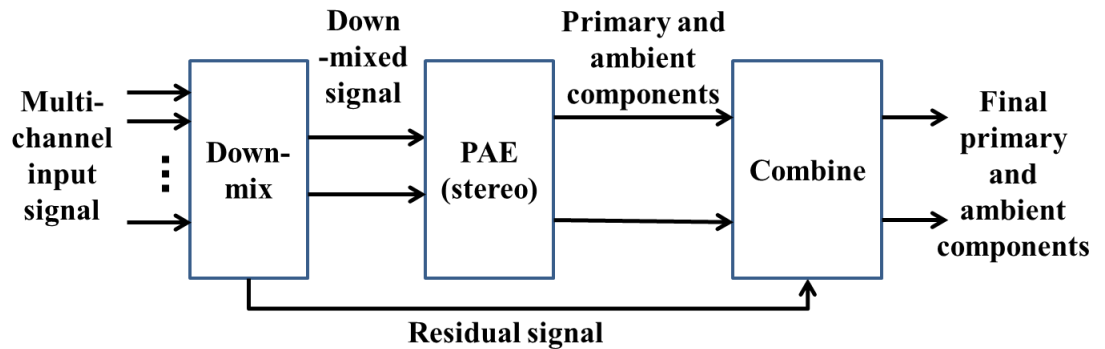 Multi-
channel
input
signal
Down-
mix
Down
-mixed
signal
PAE
(stereo)
Primary and
ambient
components
Combine
Final
primary
and
ambient
components
Residual signal